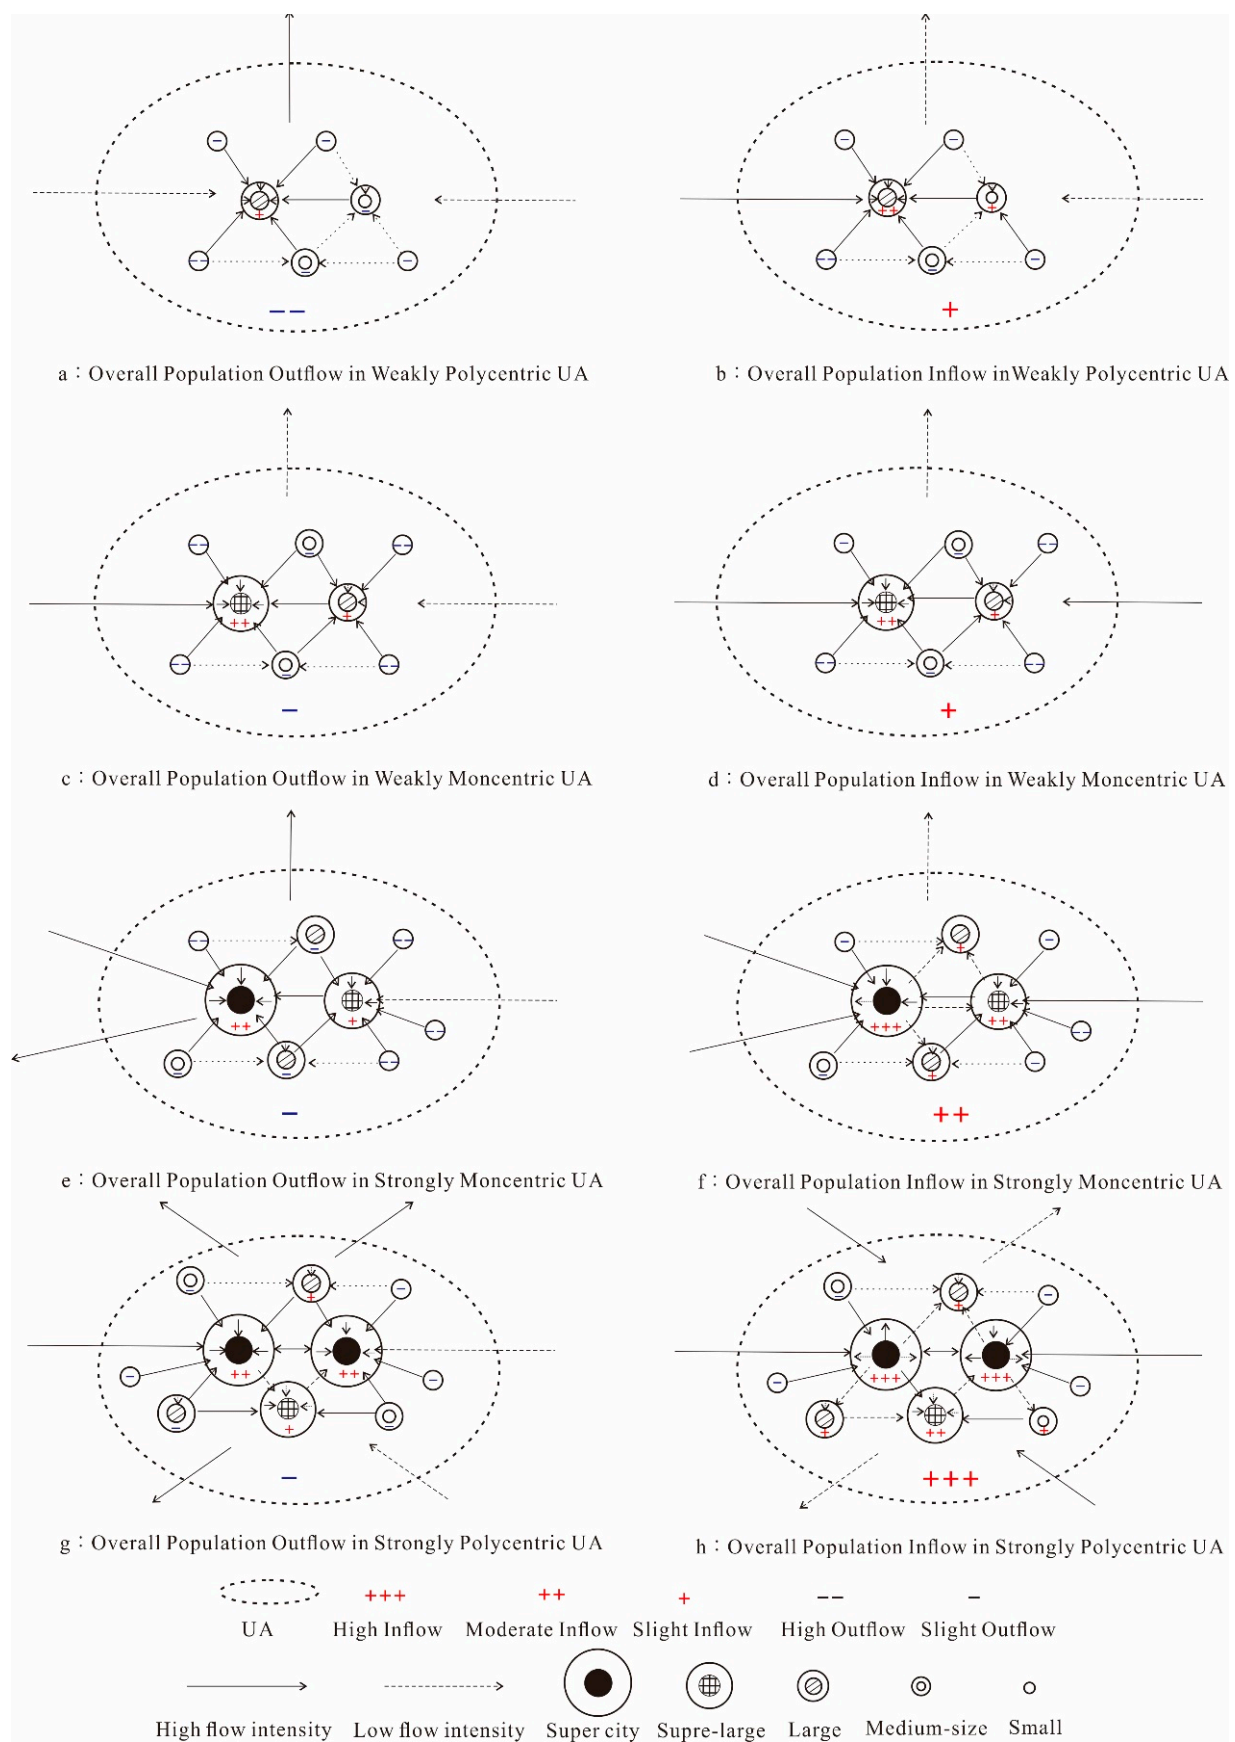 a：Overall Population Outflow in Weakly Polycentric UA
b：Overall Population Inflow inWeakly Polycentric UA
c：Overall Population Outflow in Weakly Moncentric UA
d：Overall Population Inflow in Weakly Moncentric UA
e：Overall Population Outflow in Strongly Moncentric UA
f：Overall Population Inflow in Strongly Moncentric UA
g：Overall Population Outflow in Strongly Polycentric UA
h：Overall Population Inflow in Strongly Polycentric UA
UA High Inflow Moderate Inflow Slight Inflow High Outflow Slight Outflow
High flow intensity Low flow intensity Super city Supre-large Large Medium-size Small